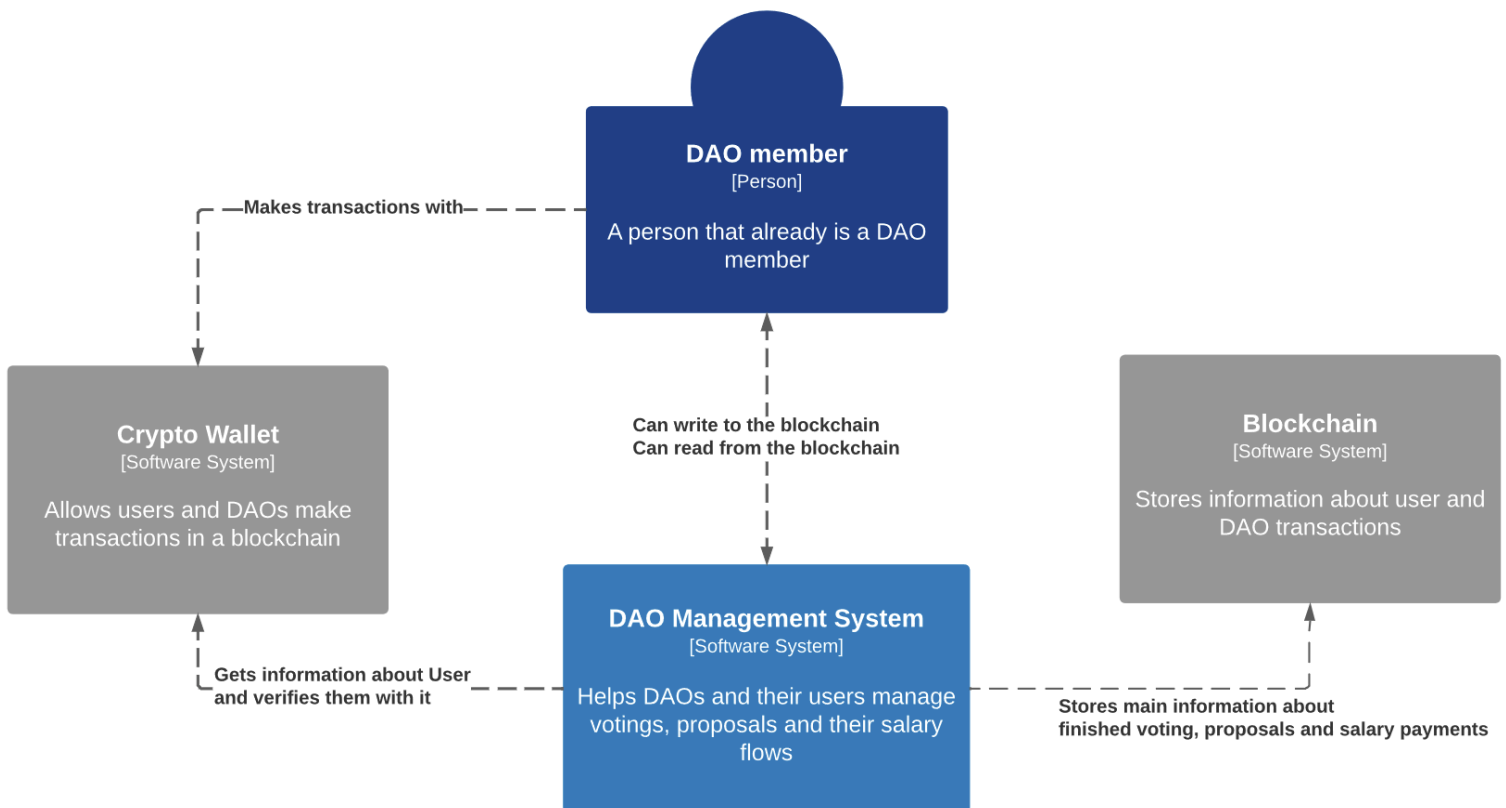 DAO member
[Person]
A person that already is a DAO
member
Makes transactions with
Crypto Wallet
[Software System]
Allows users and DAOs make
transactions in a blockchain
Can write to the blockchain
Can read from the blockchain
Blockchain
[Software System]
Stores information about user and
DAO transactions
DAO Management System
[Software System]
Helps DAOs and their users manage
votings, proposals and their salary
flows
Gets information about User
and verifies them with it
Stores main information about
finished voting, proposals and salary payments